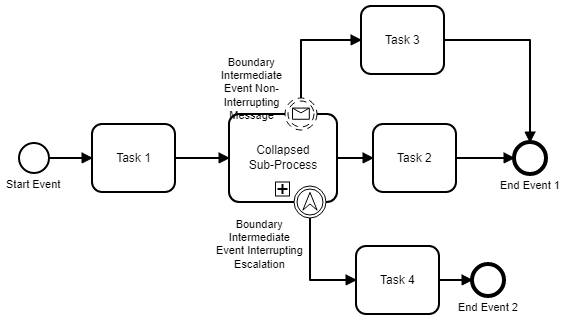 Task 3
Boundary
Intermediate
Event Non-
Interrupting
Message
Collapsed
Sub-Process
Task 1
Task 2
Start Event
End Event 1
Boundary
Intermediate
Event Interrupting
Escalation
Task 4
End Event 2